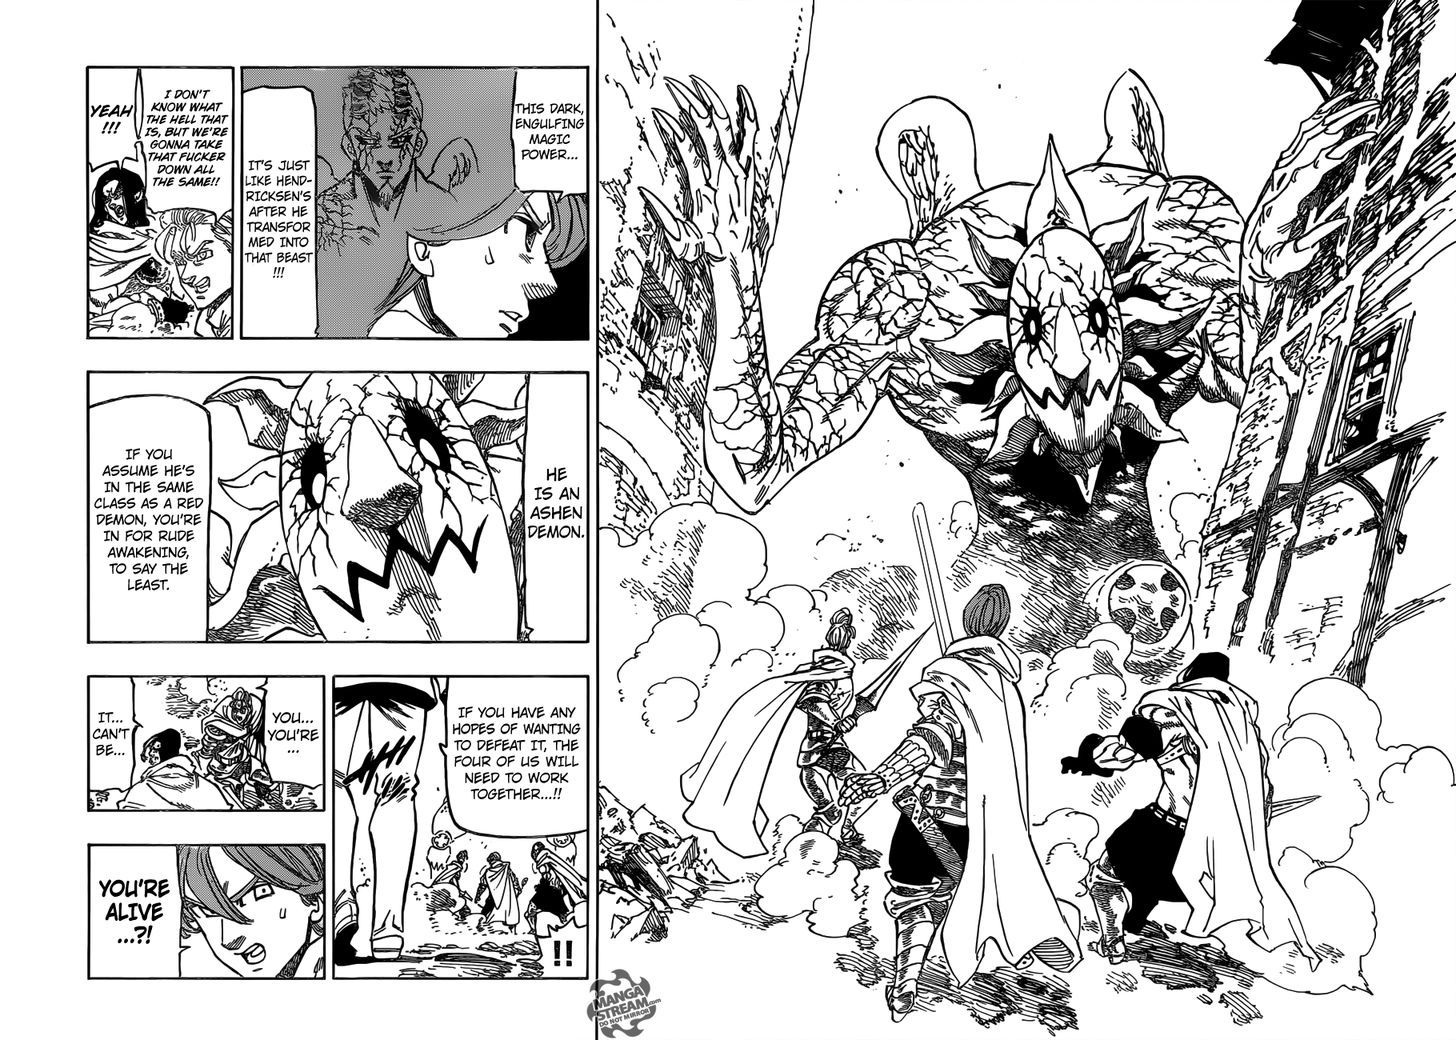 THIS DARK,
ENGULFING
MAGIC
POWER...
IT'S JUST
LIKE HEND-
RICKSEN'S
AFTER HE
TRANSFOR
MED INTO
THAT BEAST
!!!
I DON'T
KNOW WHAT
THE HELL THAT
IS, BUT WE'RE
GONNA TAKE
THAT FUCKER
DOWN ALL
THE SAME!!
YEAH
!!!
HE
IS AN
ASHEN
DEMON.
IF YOU
ASSUME HE'S
IN THE SAME
CLASS AS A RED
DEMON, YOU'RE
IN FOR RUDE
AWAKENING,
TO SAY THE
LEAST.
IF YOU HAVE ANY
HOPES OF WANTING
TO DEFEAT IT, THE
FOUR OF US WILL
NEED TO WORK
TOGETHER...!!
!!
YOU...
YOU'RE
...
IT...
CAN'T
BE...
YOU'RE
ALIVE
...?!
MANGA
STREAM.com
DO NOT MIRROR